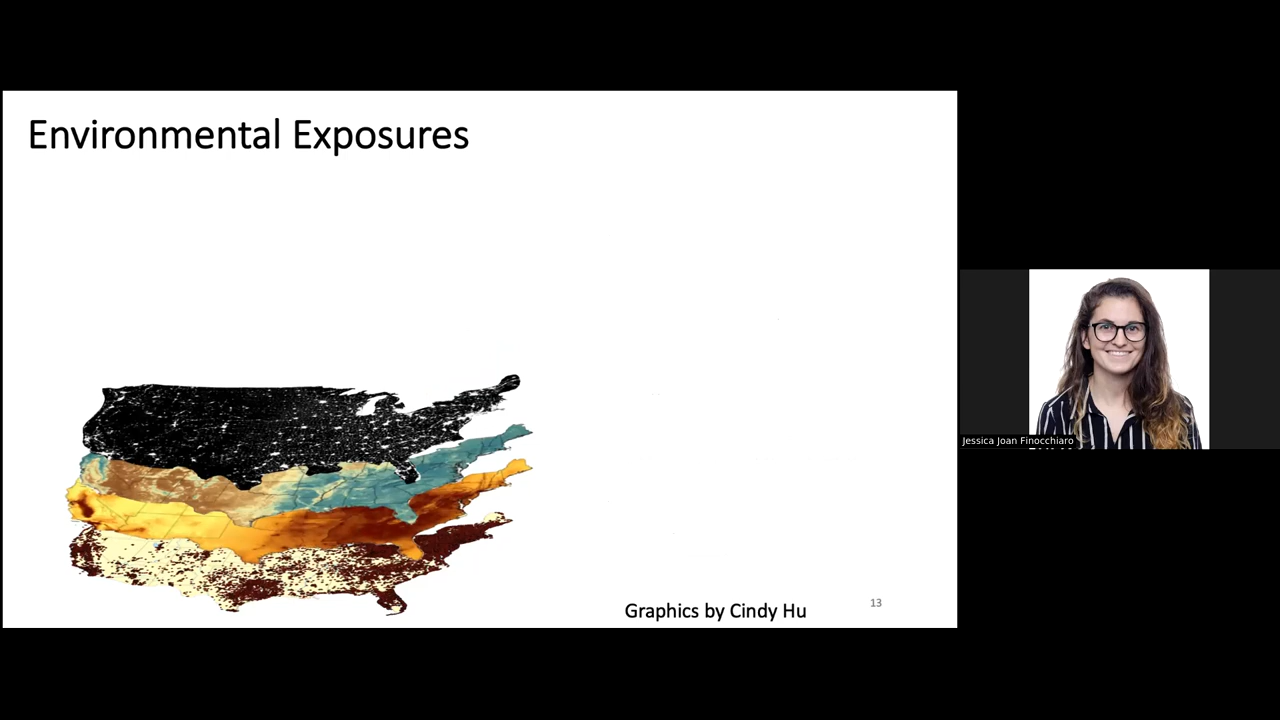 Environmental Exposures
Graphics by Cindy Hu
13
Jessica Joan Finocchiaro